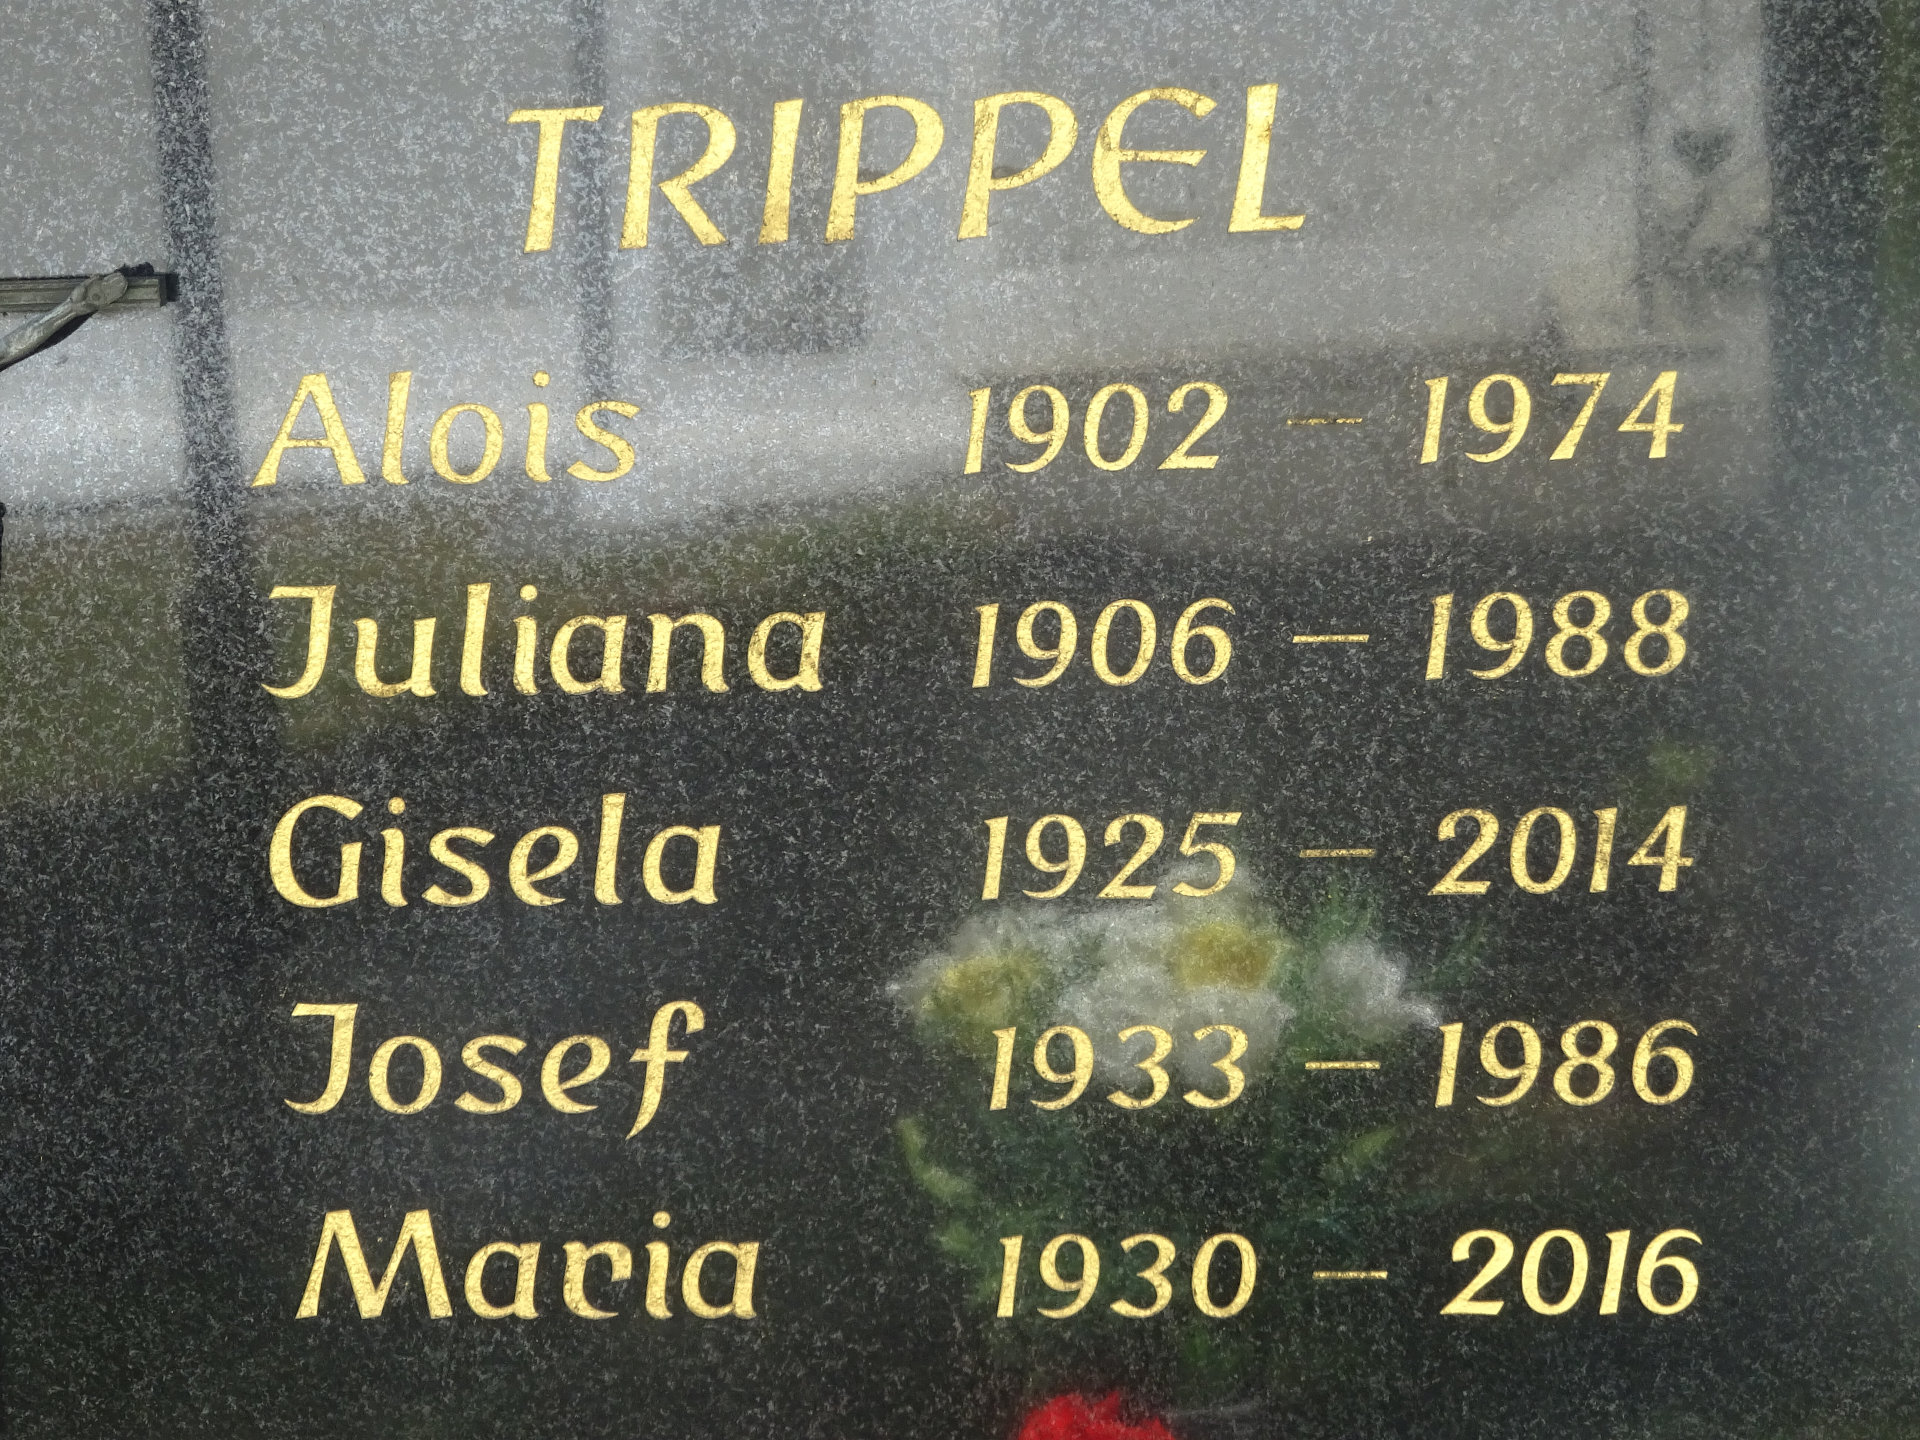 TRIPPEL
Alois 1902 – 1974
Juliana 1906 – 1988
Gisela 1925 – 2014
Josef 1933 – 1986
Maria 1930 – 2016